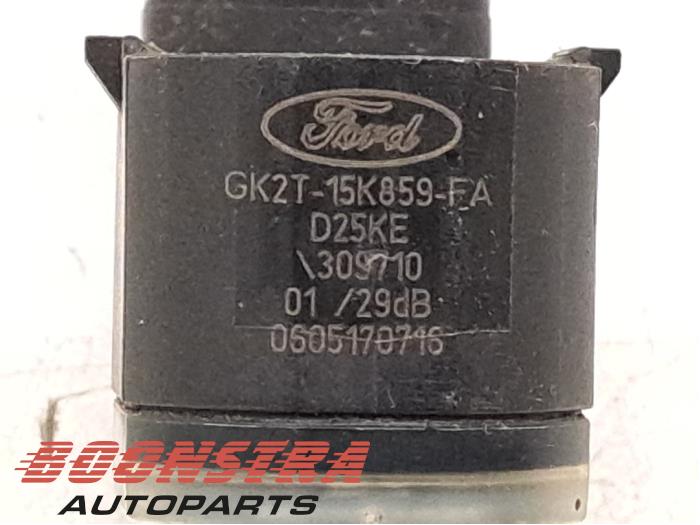 Ford
GK2T-15K859-FA
D25KE
\309710
01 /29dB
0605170716
BOONSTRA
AUTOPARTS